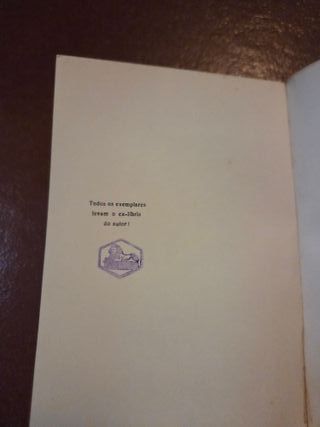 Todos os exemplares
levam o ex-libris
do autor: